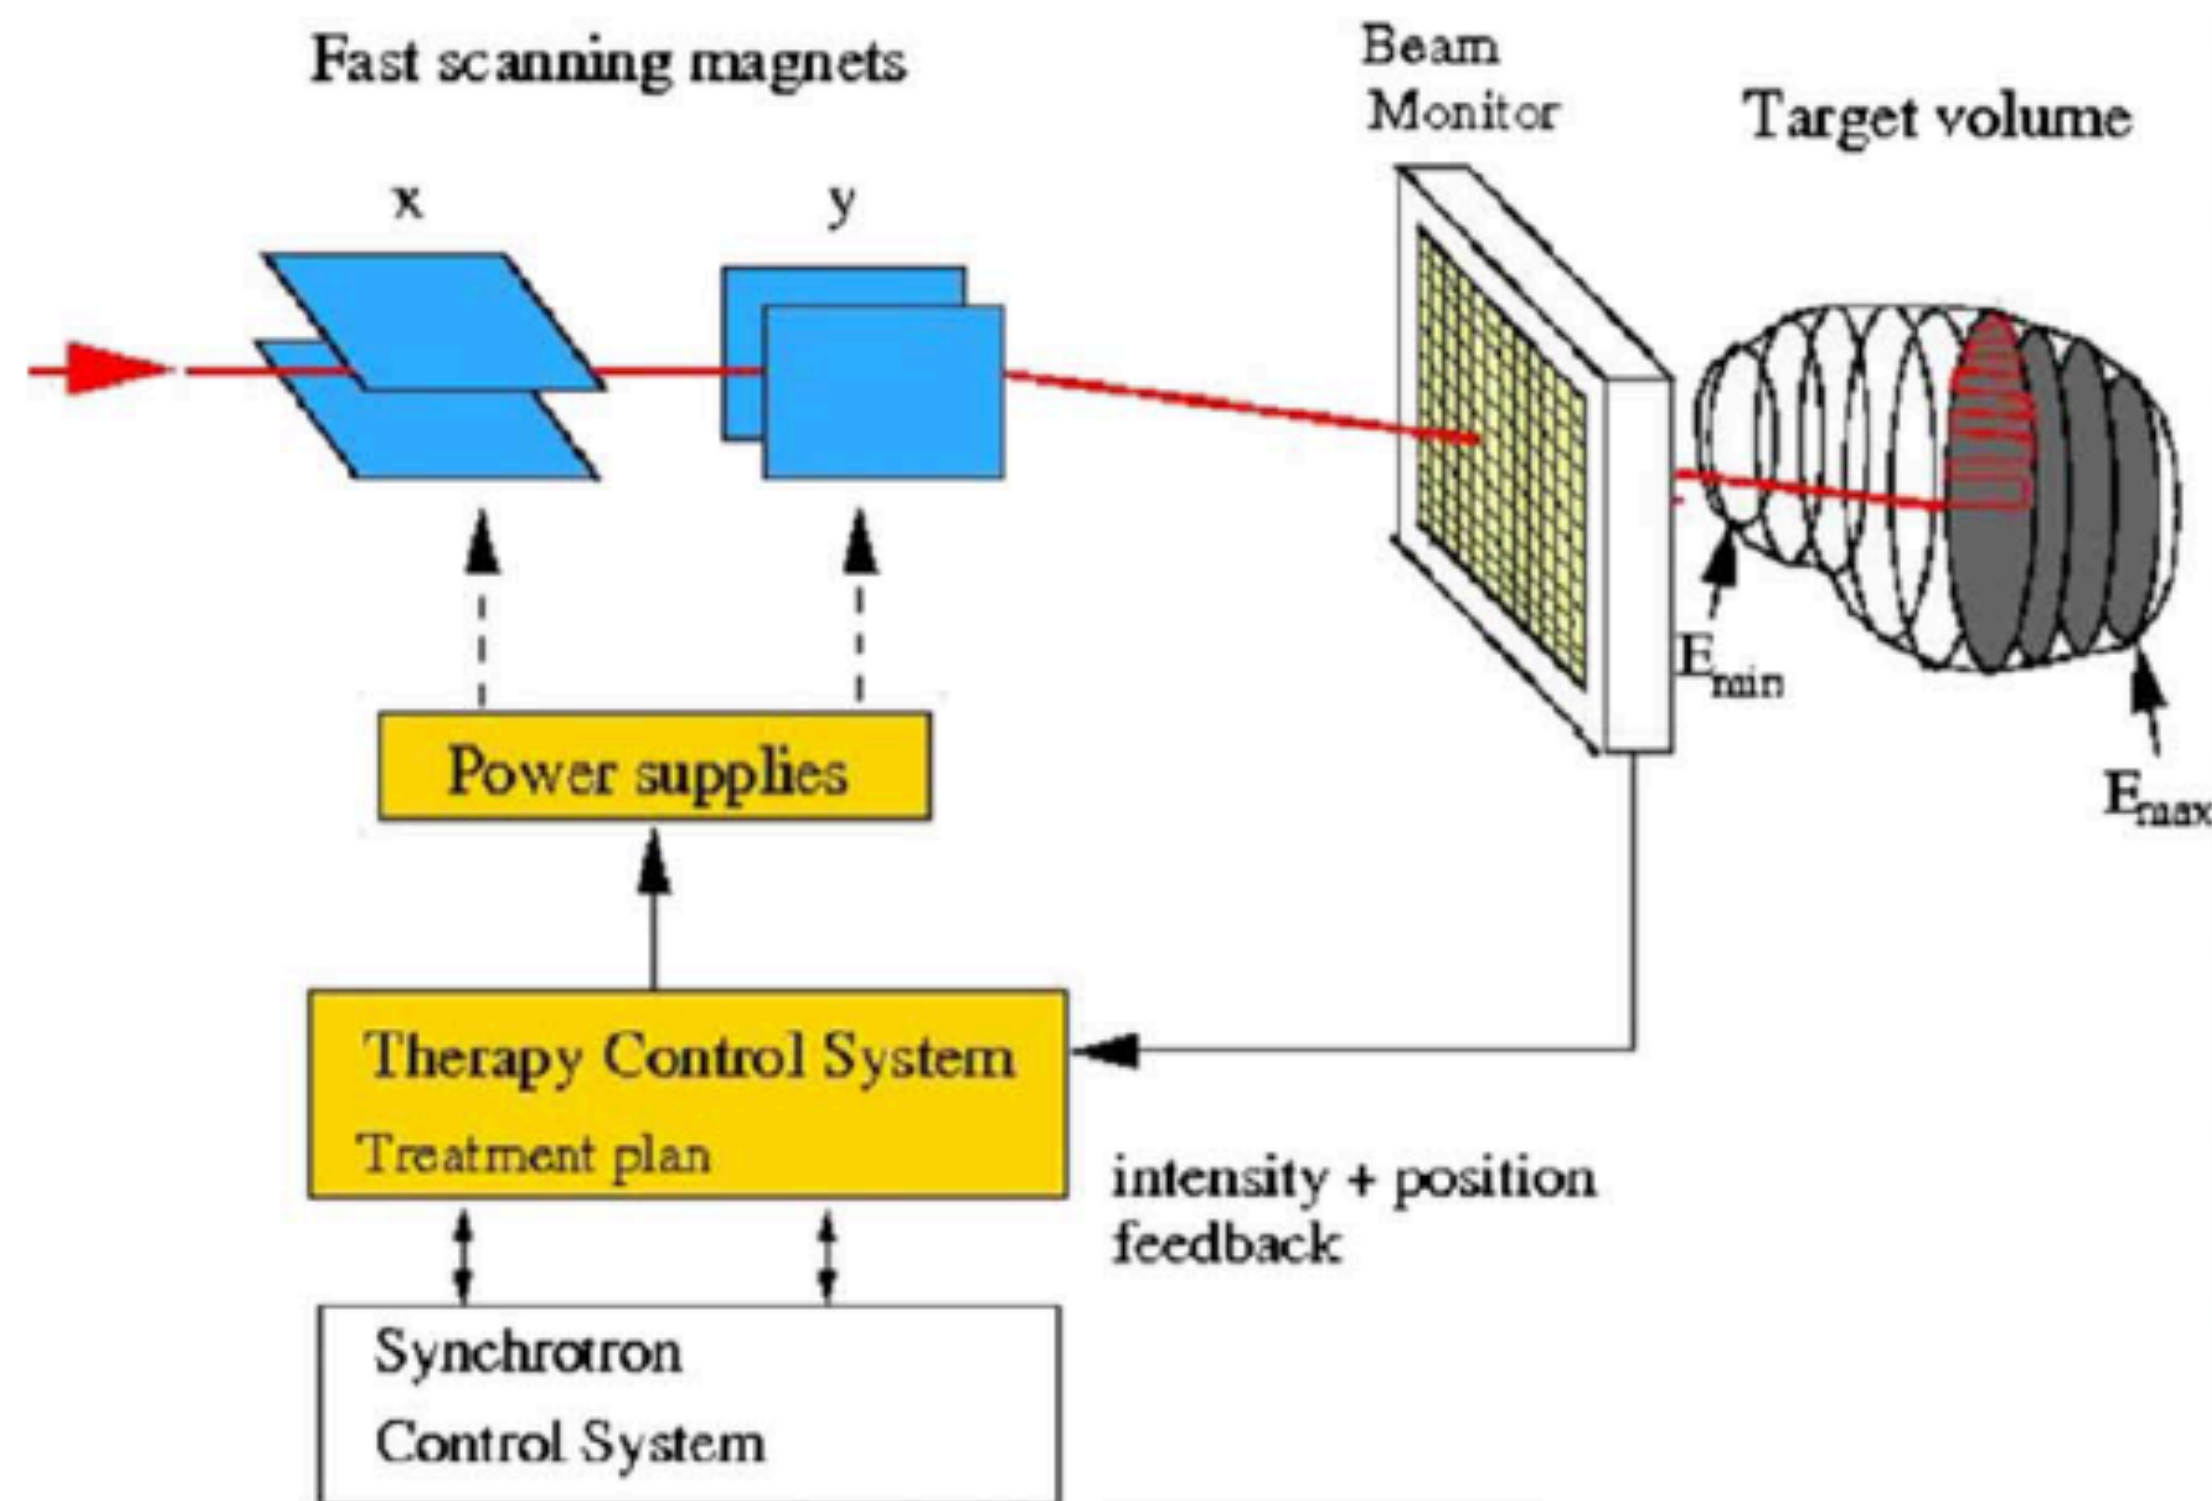 Fast scanning magnets
Beam
Monitor
Target volume
x
y
Emin
Emax
Power supplies
Therapy Control System
Treatment plan
intensity + position
feedback
Synchrotron
Control System